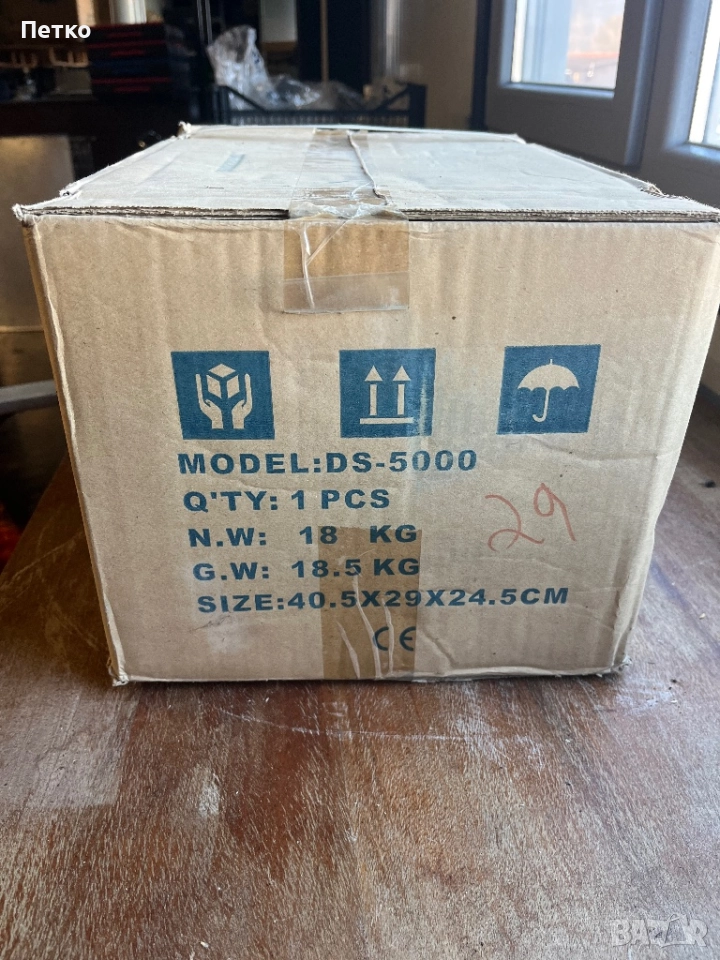 Петко
MODEL:DS-5000
Q'TY: 1 PCS
N.W: 18 KG
G.W: 18.5 KG
SIZE:40.5X29X24.5CM
CE
29
BAZAR